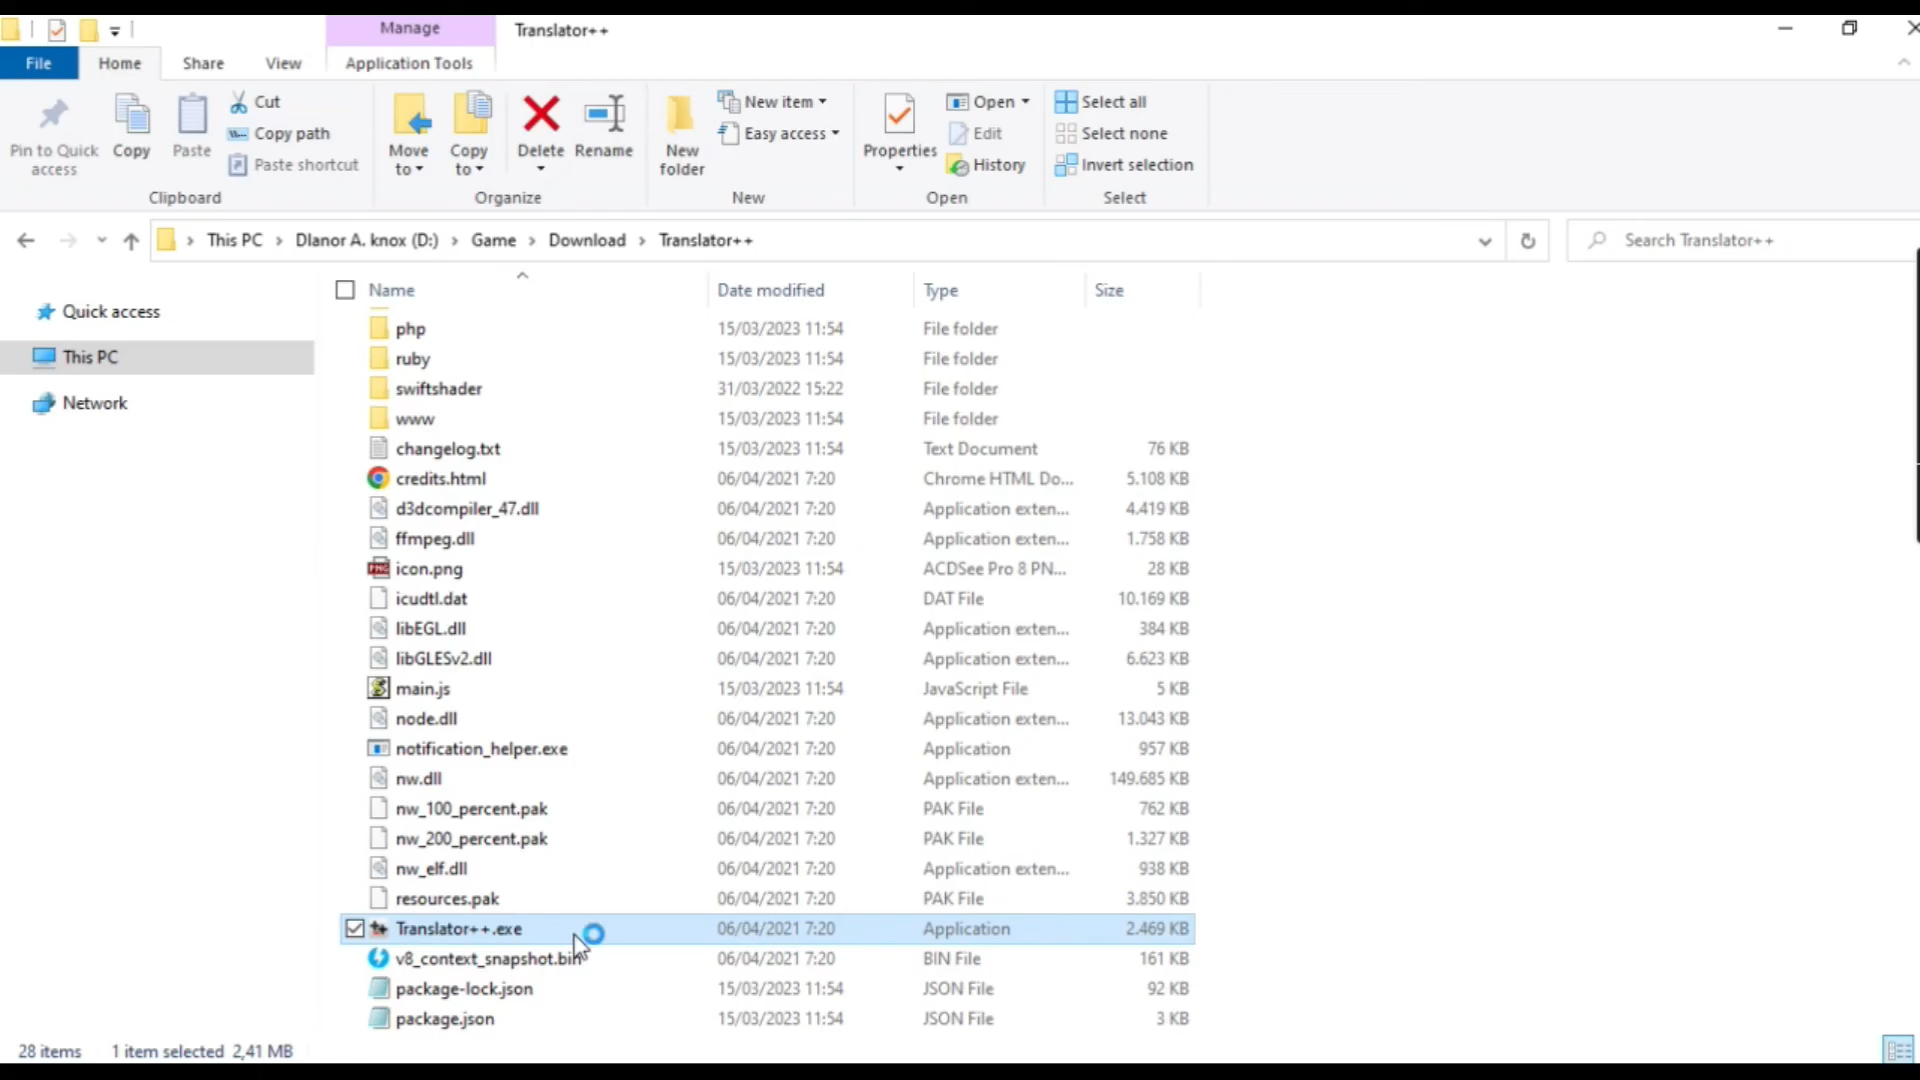 Manage
Translator++
File
Home
Share
View
Application Tools
Pin to Quick access
Copy
Paste
Cut
Copy path
Paste shortcut
Clipboard
Move to
Copy to
Delete
Rename
Organize
New folder
New item
Easy access
New
Properties
Open
Edit
History
Open
Select all
Select none
Invert selection
Select
This PC > Dlanor A. knox (D:) > Game > Download > Translator++
Search Translator++
Quick access
This PC
Network
Name Date modified Type Size
php 15/03/2023 11:54 File folder
ruby 15/03/2023 11:54 File folder
swiftshader 31/03/2022 15:22 File folder
www 15/03/2023 11:54 File folder
changelog.txt 15/03/2023 11:54 Text Document 76 KB
credits.html 06/04/2021 7:20 Chrome HTML Do... 5.108 KB
d3dcompiler_47.dll 06/04/2021 7:20 Application exten... 4.419 KB
ffmpeg.dll 06/04/2021 7:20 Application exten... 1.758 KB
icon.png 15/03/2023 11:54 ACDSee Pro 8 PN... 28 KB
icudtl.dat 06/04/2021 7:20 DAT File 10.169 KB
libEGL.dll 06/04/2021 7:20 Application exten... 384 KB
libGLESv2.dll 06/04/2021 7:20 Application exten... 6.623 KB
main.js 15/03/2023 11:54 JavaScript File 5 KB
node.dll 06/04/2021 7:20 Application exten... 13.043 KB
notification_helper.exe 06/04/2021 7:20 Application 957 KB
nw.dll 06/04/2021 7:20 Application exten... 149.685 KB
nw_100_percent.pak 06/04/2021 7:20 PAK File 762 KB
nw_200_percent.pak 06/04/2021 7:20 PAK File 1.327 KB
nw_elf.dll 06/04/2021 7:20 Application exten... 938 KB
resources.pak 06/04/2021 7:20 PAK File 3.850 KB
Translator++.exe 06/04/2021 7:20 Application 2.469 KB
v8_context_snapshot.bin 06/04/2021 7:20 BIN File 161 KB
package-lock.json 15/03/2023 11:54 JSON File 92 KB
package.json 15/03/2023 11:54 JSON File 3 KB
28 items 1 item selected 2,41 MB